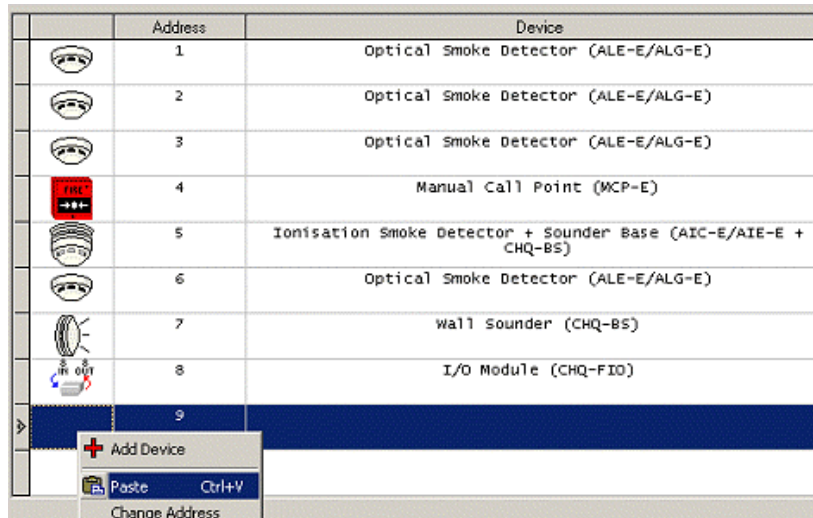 Address Device
1 Optical Smoke Detector (ALE-E/ALG-E)
2 Optical Smoke Detector (ALE-E/ALG-E)
3 Optical Smoke Detector (ALE-E/ALG-E)
FIRE
4 Manual Call Point (MCP-E)
5 Ionisation Smoke Detector + Sounder Base (AIC-E/AIE-E +
CHQ-BS)
6 Optical Smoke Detector (ALE-E/ALG-E)
7 Wall Sounder (CHQ-BS)
8 8
IN OUT
8 I/O Module (CHQ-FIO)
9
Add Device
Paste Ctrl+V
Change Address